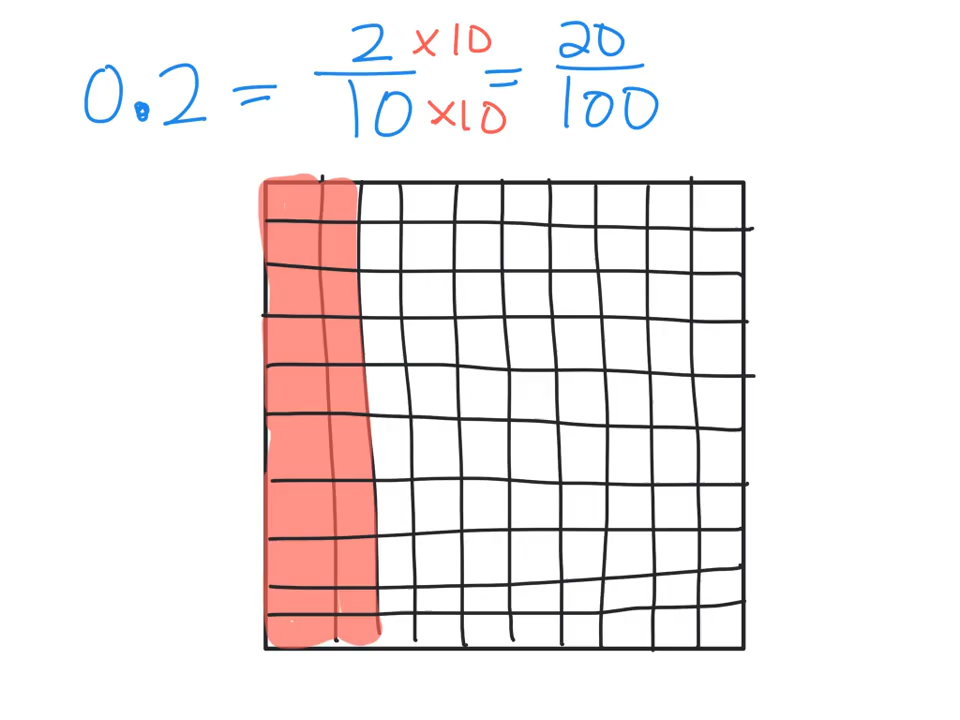 0.2 = 2/10 ×10/×10 = 20/100